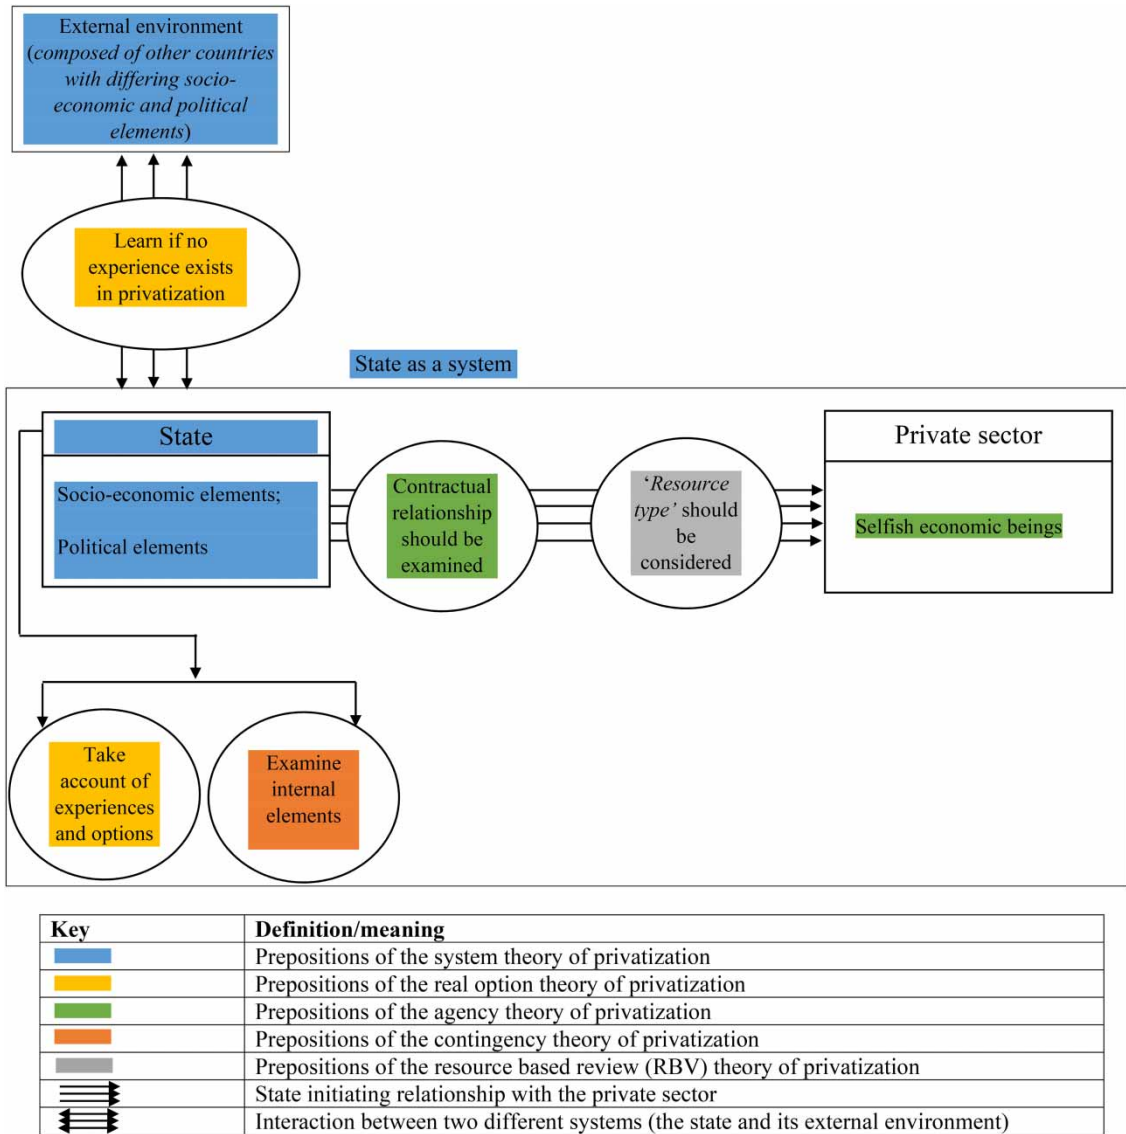 External environment
(composed of other countries
with differing socio-
economic and political
elements)
Learn if no
experience exists
in privatization
State as a system
State
Socio-economic elements;
Political elements
Contractual
relationship
should be
examined
‘Resource
type’ should
be
considered
Private sector
Selfish economic beings
Take
account of
experiences
and options
Examine
internal
elements
Key Definition/meaning
Prepositions of the system theory of privatization
Prepositions of the real option theory of privatization
Prepositions of the agency theory of privatization
Prepositions of the contingency theory of privatization
Prepositions of the resource based review (RBV) theory of privatization
State initiating relationship with the private sector
Interaction between two different systems (the state and its external environment)